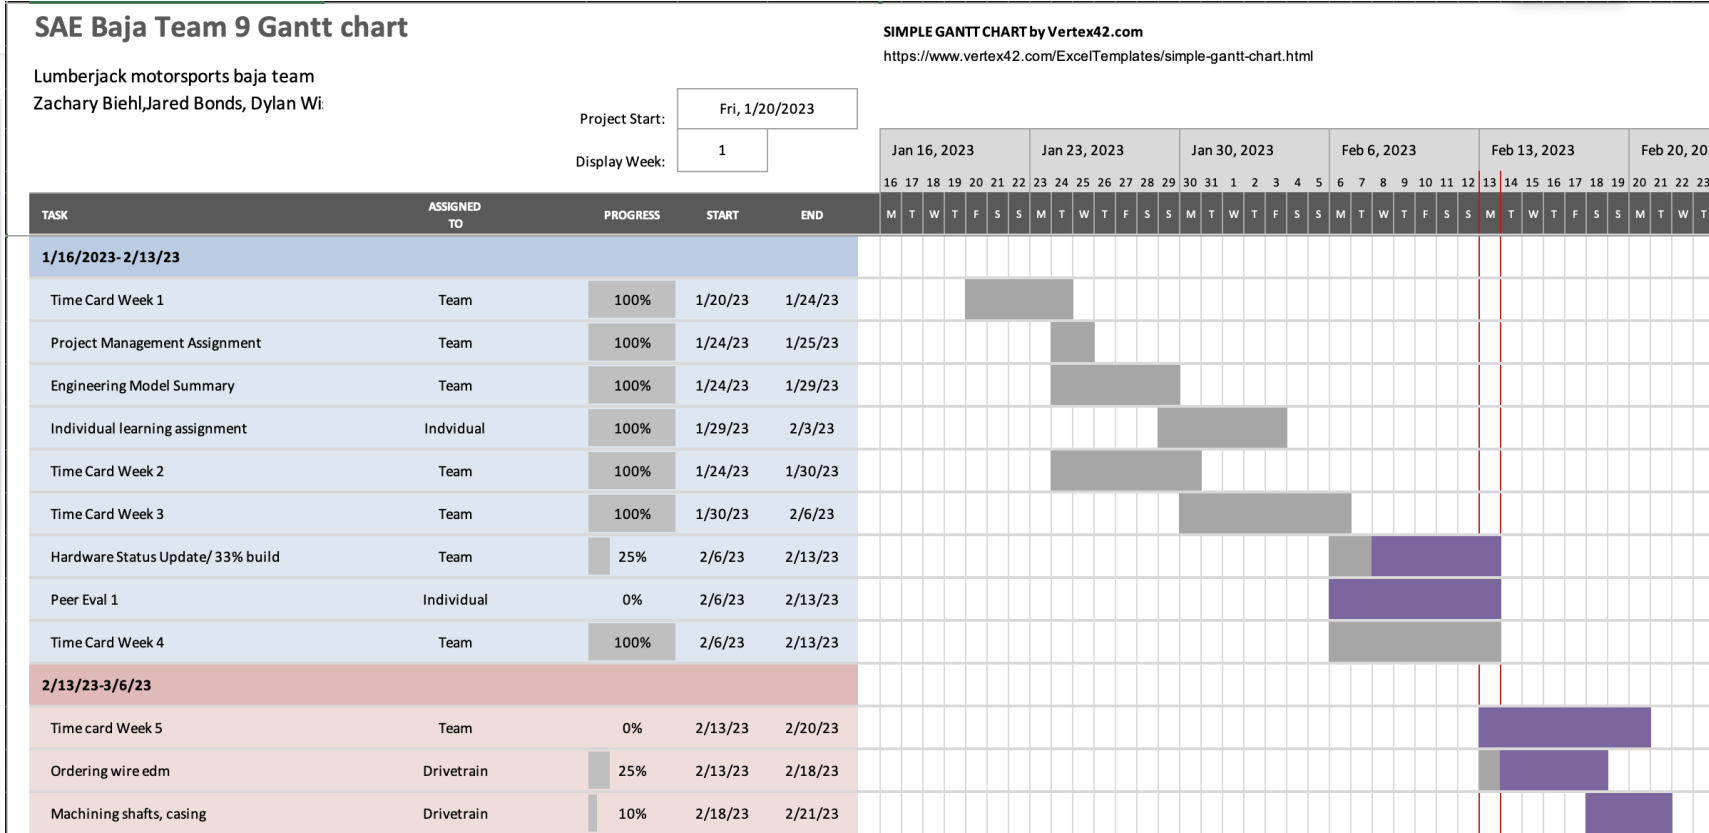 SAE Baja Team 9 Gantt chart
SIMPLE GANTT CHART by Vertex42.com
https://www.vertex42.com/ExcelTemplates/simple-gantt-chart.html
Lumberjack motorsports baja team
Zachary Biehl,Jared Bonds, Dylan
Project Start: Fri, 1/20/2023
Display Week: 1
Jan 16, 2023 Jan 23, 2023 Jan 30, 2023 Feb 6, 2023 Feb 13, 2023 Feb 20, 20
16 17 18 19 20 21 22 23 24 25 26 27 28 29 30 31 1 2 3 4 5 6 7 8 9 10 11 12 13 14 15 16 17 18 19 20 21 22 23
TASK ASSIGNED TO PROGRESS START END M T W T F S S M T W T F S S M T W T F S S M T W T F S S M T W T F S S M T W T
1/16/2023- 2/13/23
Time Card Week 1 Team 100% 1/20/23 1/24/23
Project Management Assignment Team 100% 1/24/23 1/25/23
Engineering Model Summary Team 100% 1/24/23 1/29/23
Individual learning assignment Indvidual 100% 1/29/23 2/3/23
Time Card Week 2 Team 100% 1/24/23 1/30/23
Time Card Week 3 Team 100% 1/30/23 2/6/23
Hardware Status Update/ 33% build Team 25% 2/6/23 2/13/23
Peer Eval 1 Individual 0% 2/6/23 2/13/23
Time Card Week 4 Team 100% 2/6/23 2/13/23
2/13/23-3/6/23
Time card Week 5 Team 0% 2/13/23 2/20/23
Ordering wire edm Drivetrain 25% 2/13/23 2/18/23
Machining shafts, casing Drivetrain 10% 2/18/23 2/21/23